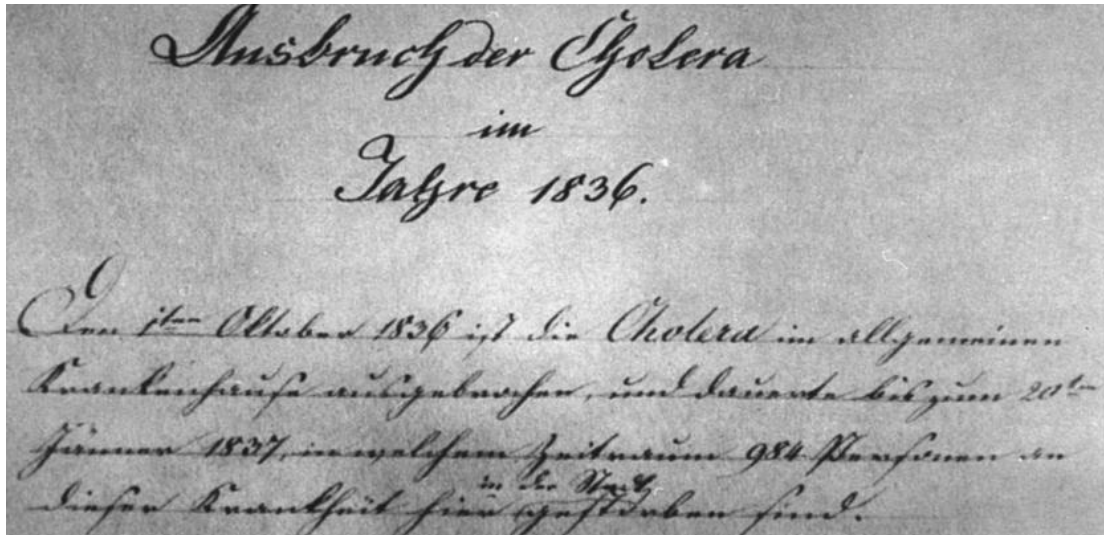 Ausbruch der Cholera
im
Jahre 1836.
Den 1ten Oktober 1836 ist die Cholera im allgemeinen
Krankenhause ausgebrochen, und dauerte bis zum 20ten
Jänner 1837, in welchem Zeitraum 984 Personen an
in der Stadt
dieser Krankheit hier gestorben sind.